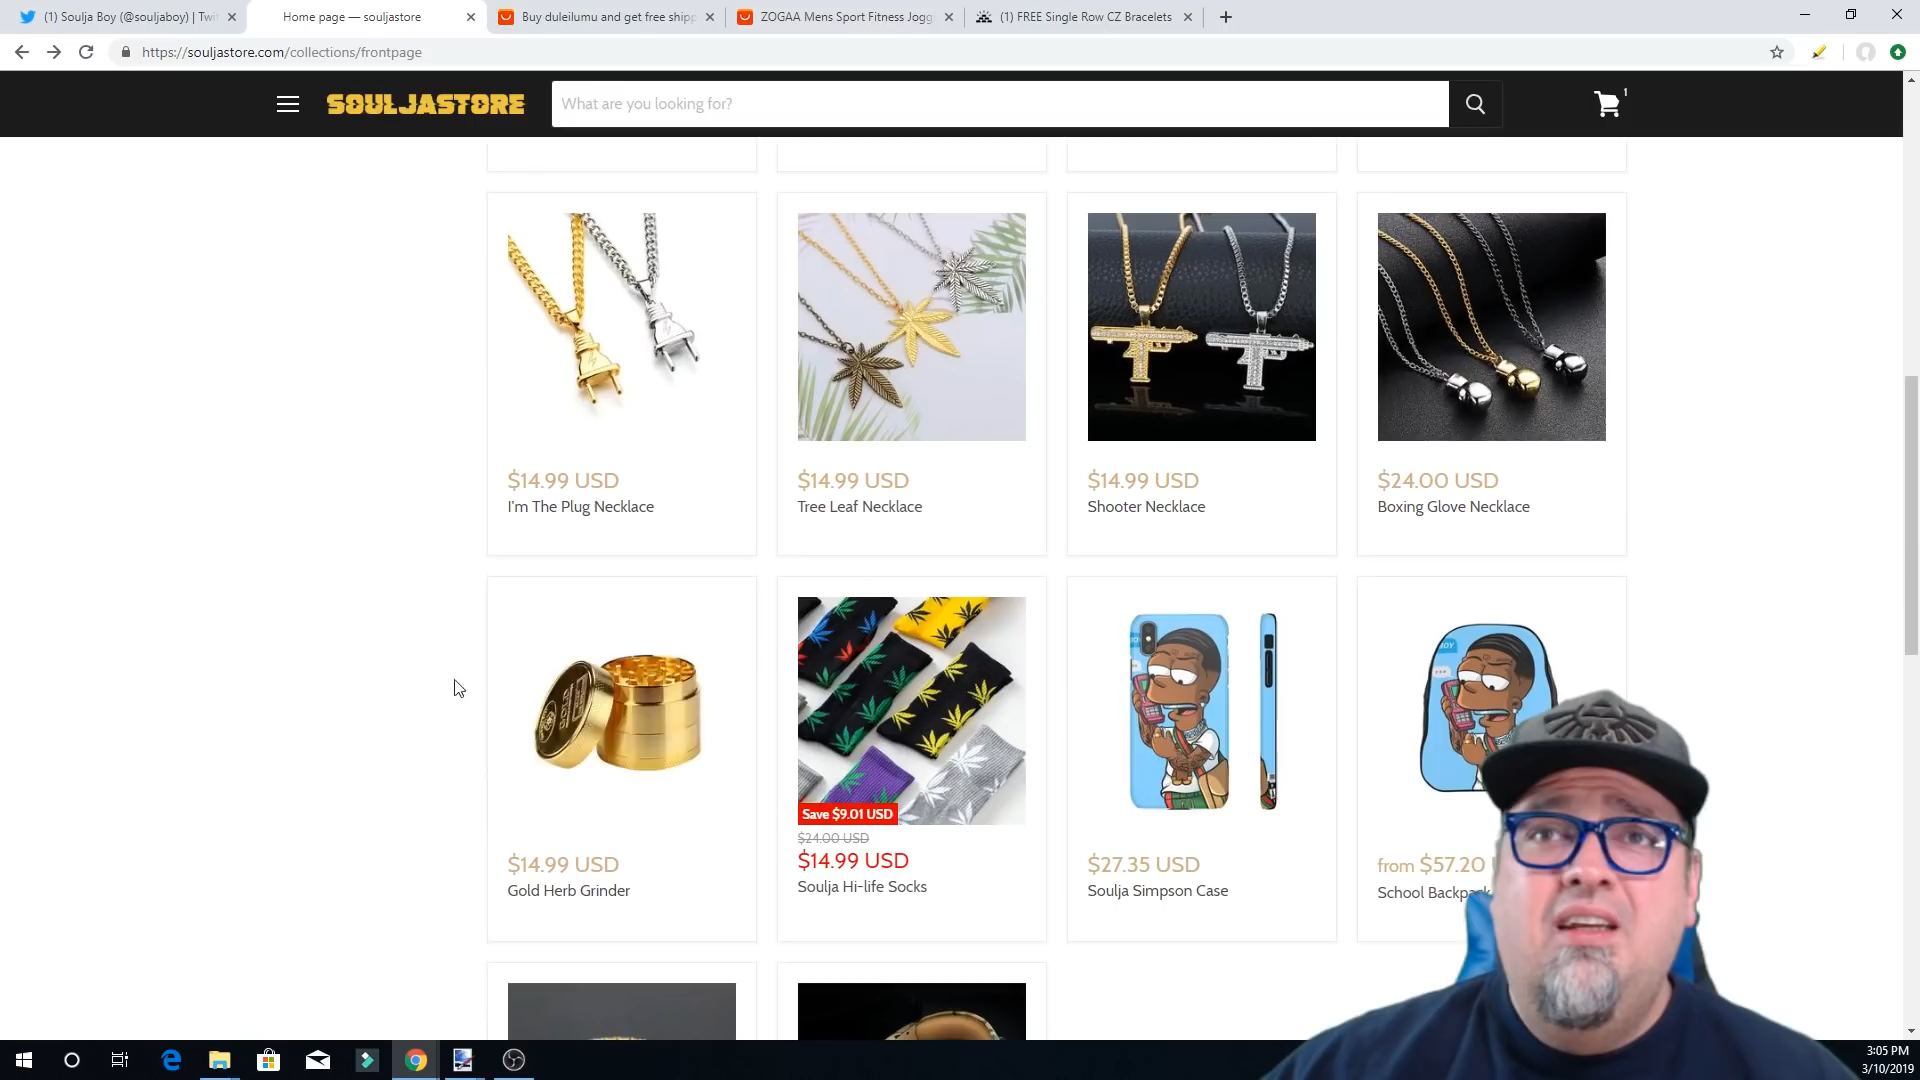 (1) Soulja Boy (@souljaboy) | Twi
Home page — souljastore
Buy duleilumu and get free shipp
ZOGAA Mens Sport Fitness Jogg
(1) FREE Single Row CZ Bracelets
https://souljastore.com/collections/frontpage
SOULJASTORE
What are you looking for?
1
$14.99 USD
I'm The Plug Necklace
$14.99 USD
Tree Leaf Necklace
$14.99 USD
Shooter Necklace
$24.00 USD
Boxing Glove Necklace
$14.99 USD
Gold Herb Grinder
Save $9.01 USD
$24.00 USD
$14.99 USD
Soulja Hi-life Socks
$27.35 USD
Soulja Simpson Case
from $57.20
School Backpack
3:05 PM
3/10/2019